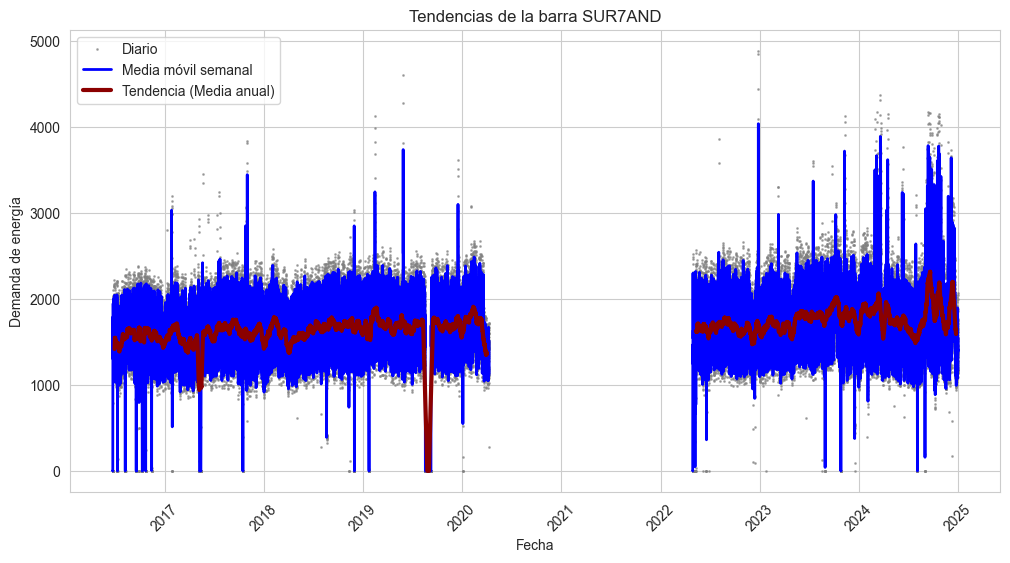 Tendencias de la barra SUR7AND
Diario
Media móvil semanal
Tendencia (Media anual)
Demanda de energía
5000
4000
3000
2000
1000
0
2017
2018
2019
2020
2021
2022
2023
2024
2025
Fecha